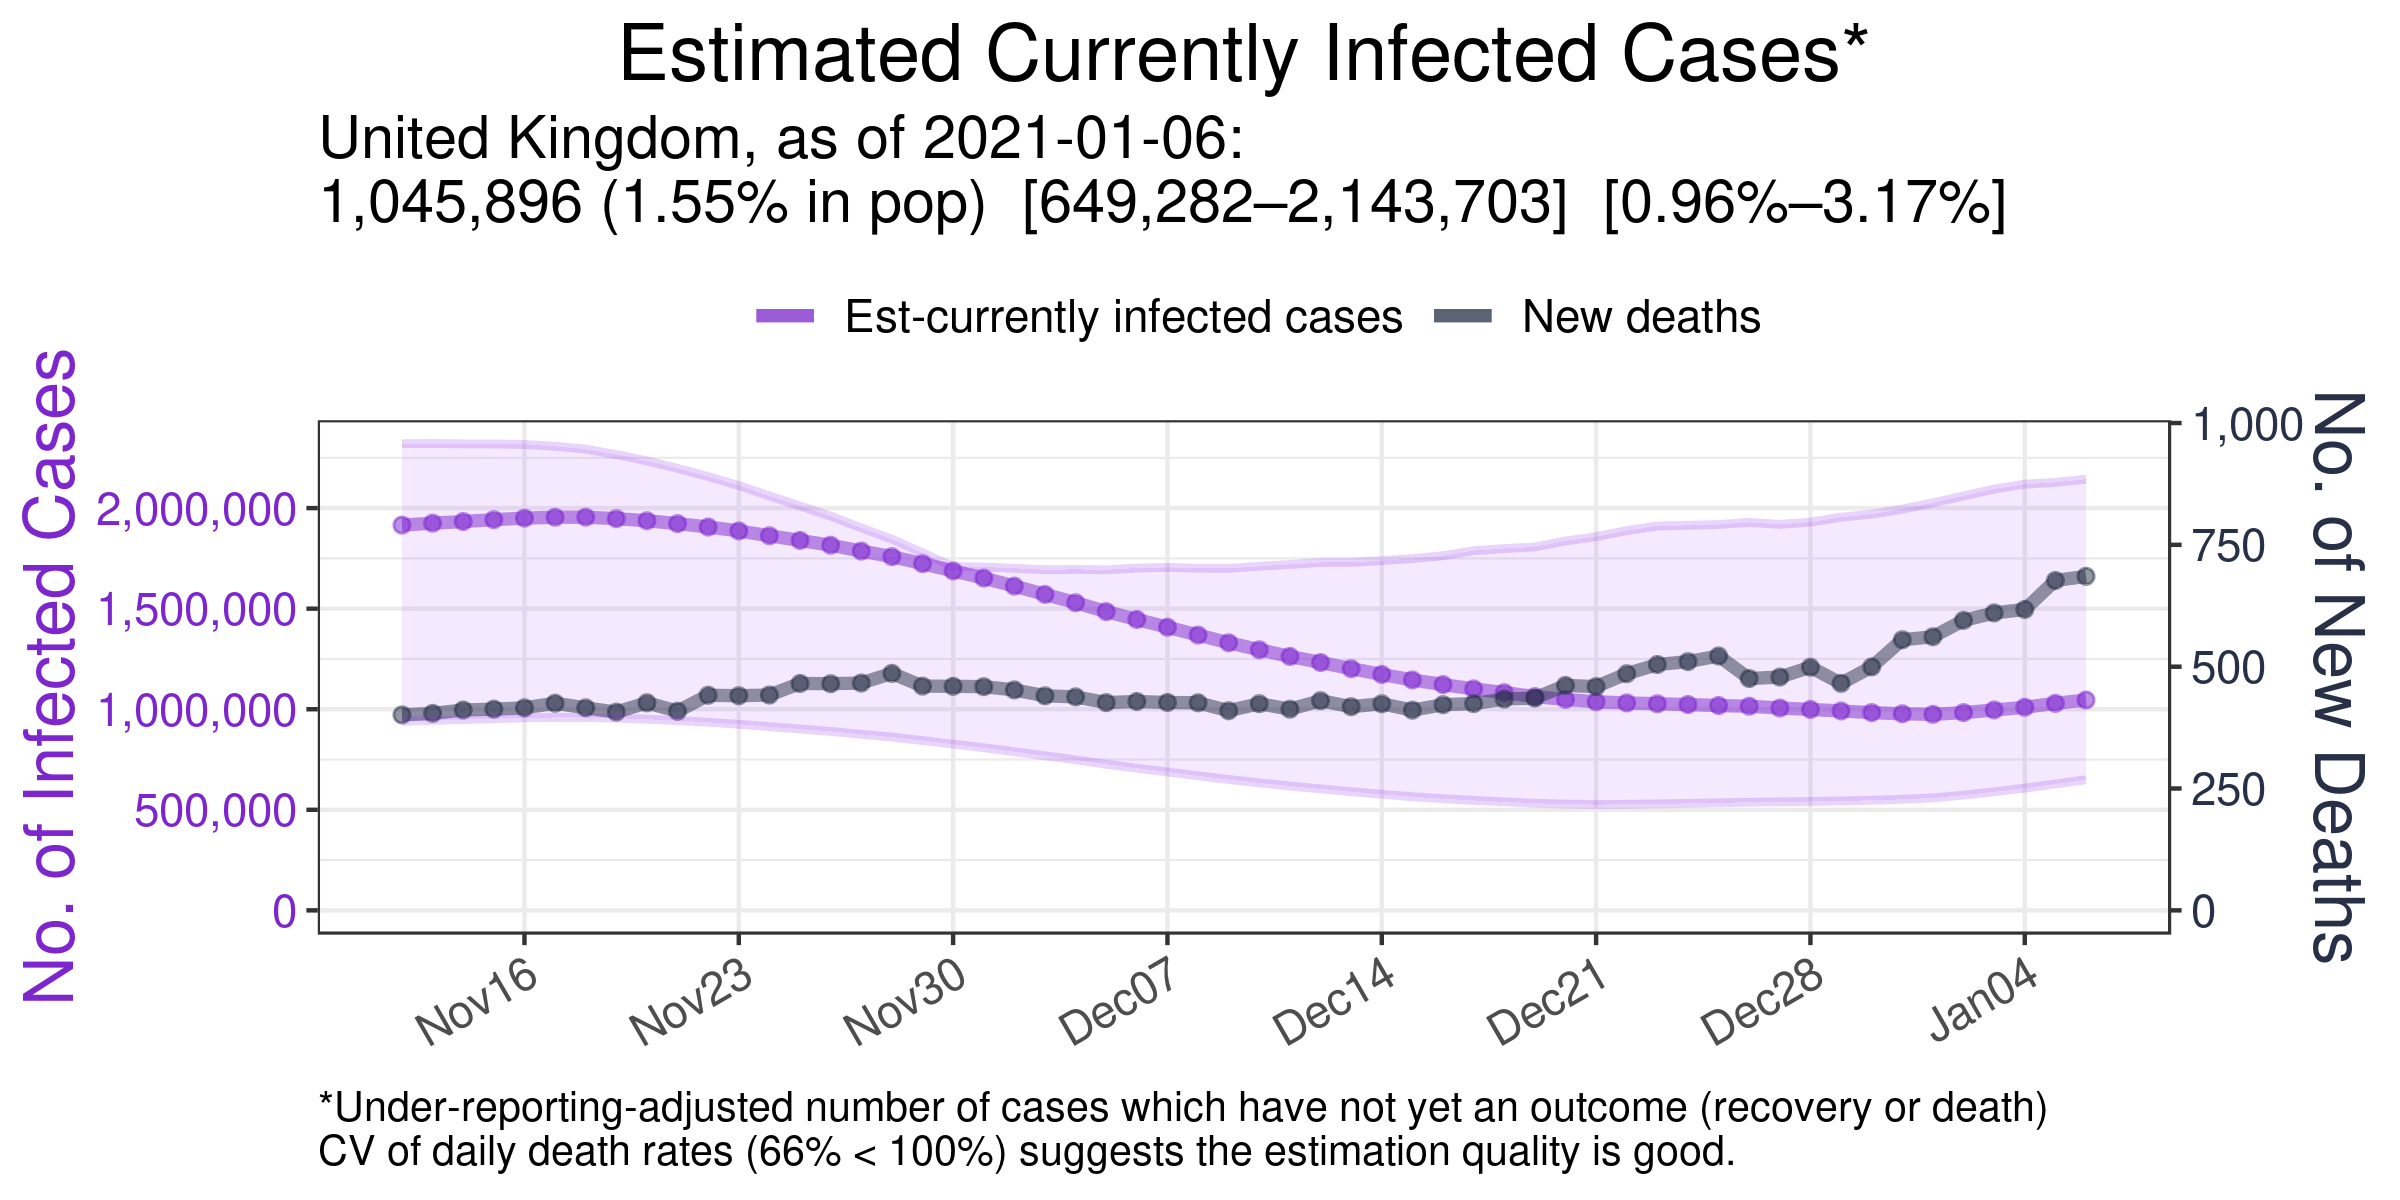 Estimated Currently Infected Cases*
United Kingdom, as of 2021-01-06:
1,045,896 (1.55% in pop)  [649,282–2,143,703]  [0.96%–3.17%]
Est-currently infected cases
New deaths
No. of Infected Cases
2,000,000
1,500,000
1,000,000
500,000
0
1,000
750
500
250
0
No. of New Deaths
Nov16
Nov23
Nov30
Dec07
Dec14
Dec21
Dec28
Jan04
*Under-reporting-adjusted number of cases which have not yet an outcome (recovery or death)
CV of daily death rates (66% < 100%) suggests the estimation quality is good.